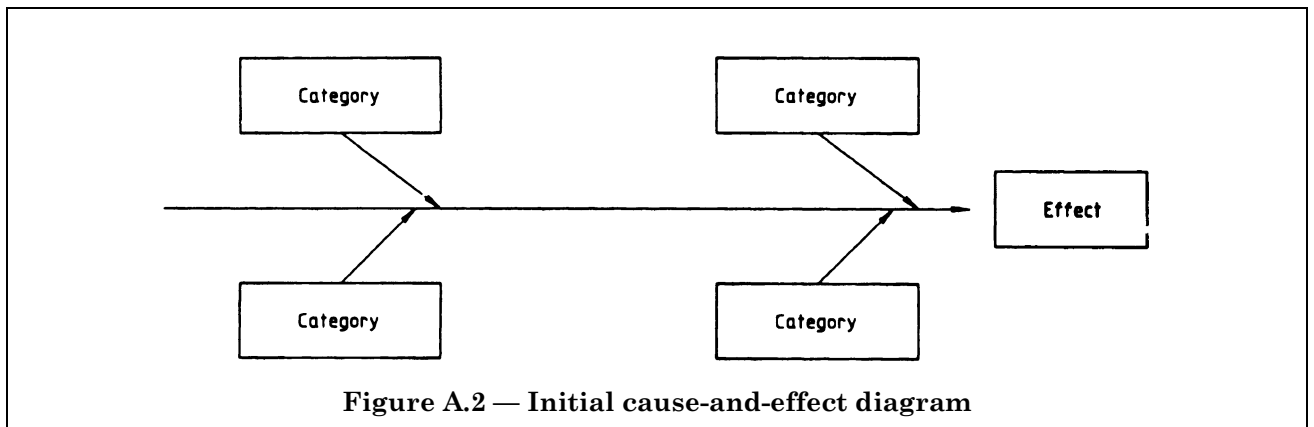 Category
Category
Effect
Category
Category
Figure A.2 — Initial cause-and-effect diagram